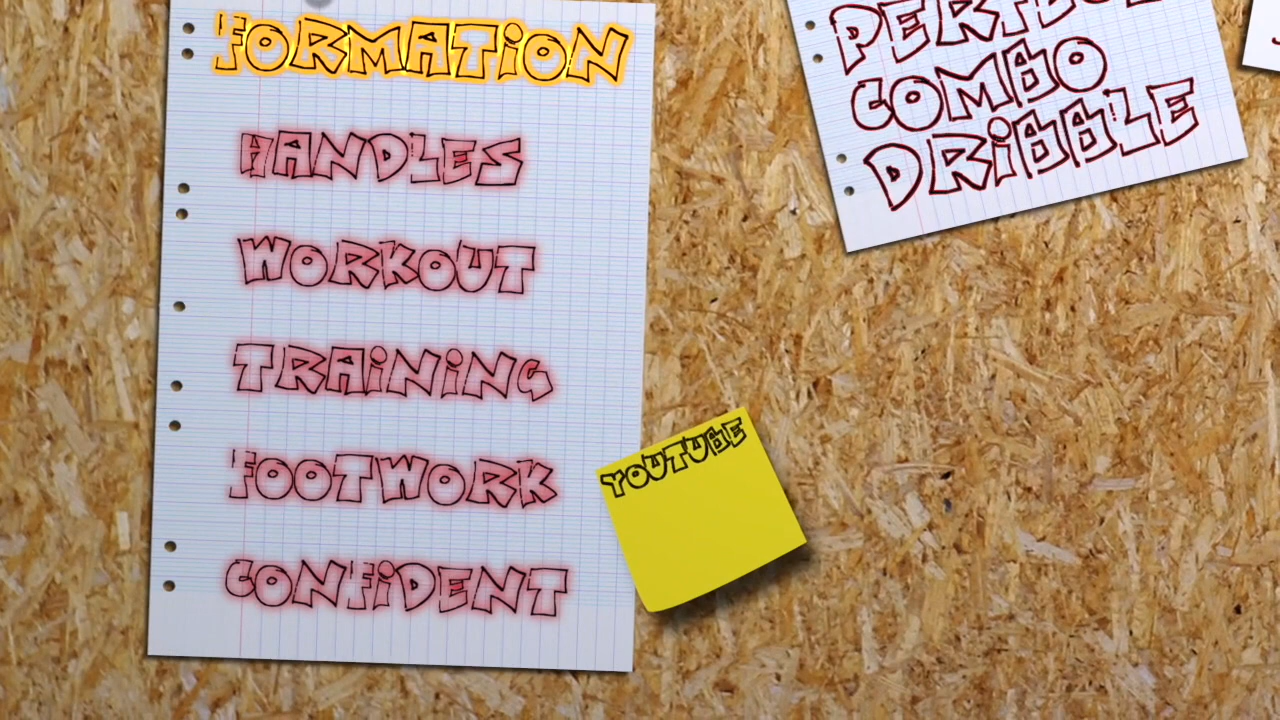 FORMATION
HANDLES
WORKOUT
TRAINING
FOOTWORK
CONFIDENT
YOUTUBE
COMBO
DRIBBLE